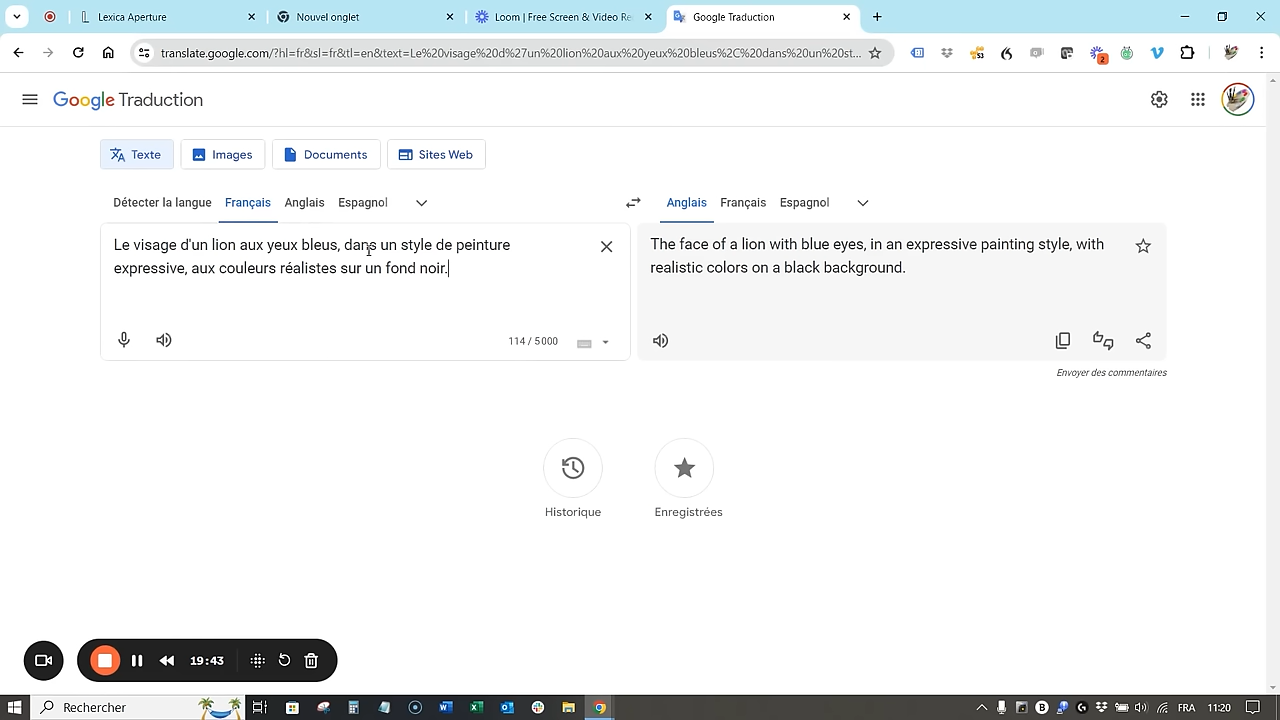 Lexica Aperture
Nouvel onglet
Loom | Free Screen & Video Re
Google Traduction
translate.google.com/?hl=fr&sl=fr&tl=en&text=Le%20visage%20d%27un%20lion%20aux%20yeux%20bleus%2C%20dans%20un%20st...
53
2
Google Traduction
Texte
Images
Documents
Sites Web
Détecter la langue
Français
Anglais
Espagnol
Anglais
Français
Espagnol
Le visage d'un lion aux yeux bleus, dans un style de peinture
expressive, aux couleurs réalistes sur un fond noir.
The face of a lion with blue eyes, in an expressive painting style, with
realistic colors on a black background.
114 / 5 000
Envoyer des commentaires
Historique
Enregistrées
19:43
Rechercher
FRA
11:20